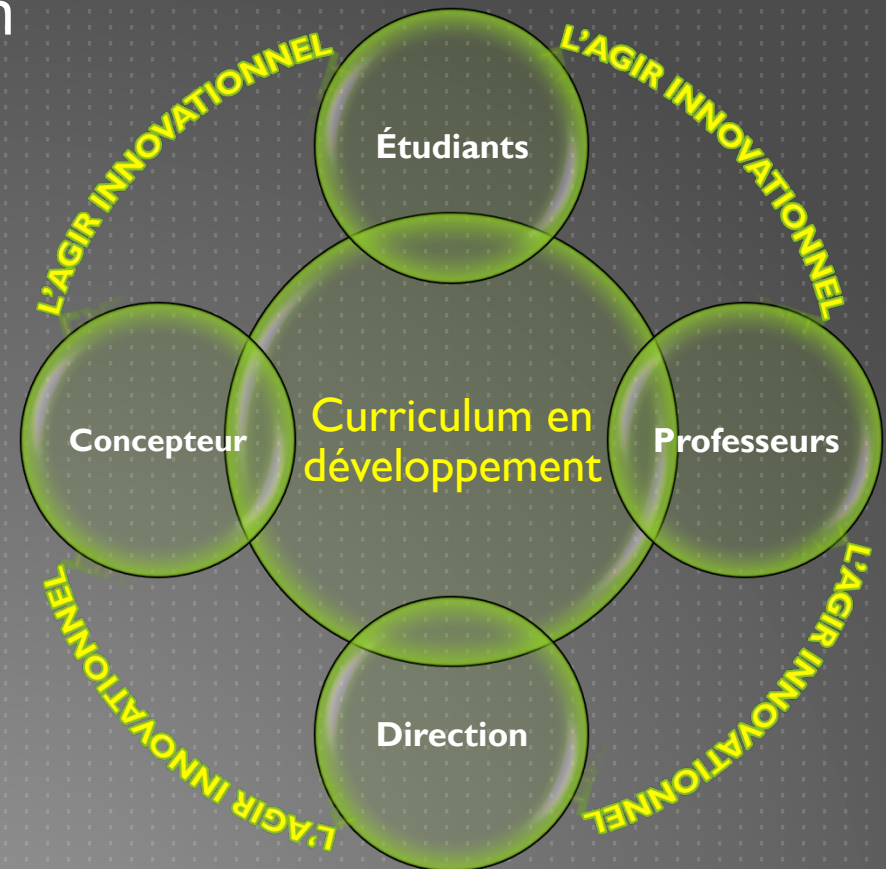 n
L'AGIR INNOVATIONNEL
L'AGIR INNOVATIONNEL
Étudiants
Concepteur
Curriculum en
développement
Professeurs
Direction
L'AGIR INNOVATIONNEL
L'AGIR INNOVATIONNEL